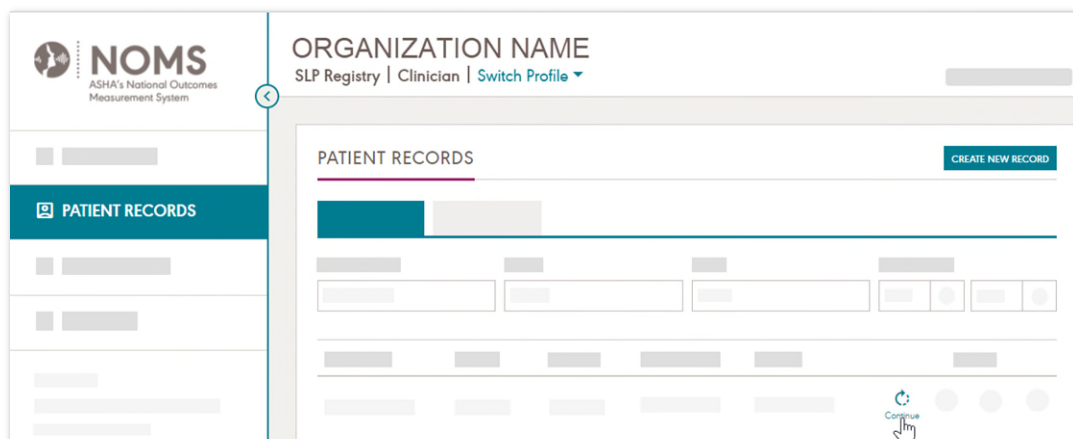 NOMS
ASHA's National Outcomes
Measurement System
ORGANIZATION NAME
SLP Registry | Clinician | Switch Profile
PATIENT RECORDS
PATIENT RECORDS
CREATE NEW RECORD
Continue